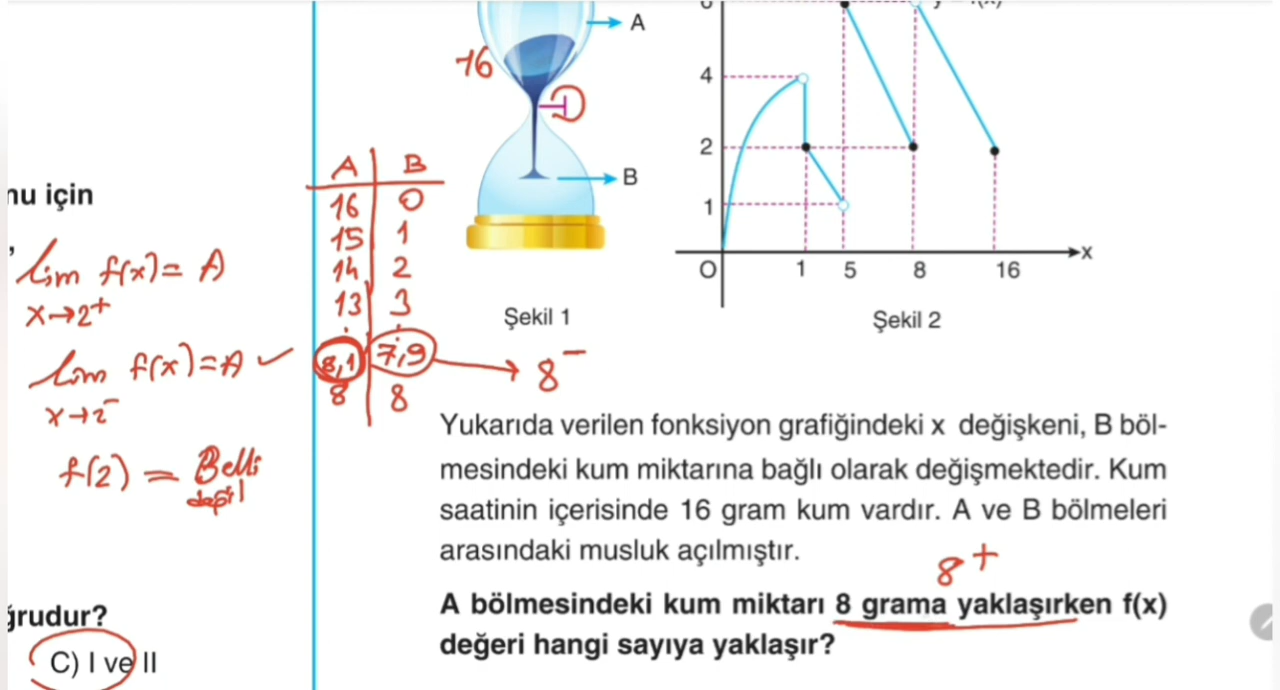 nu için
lim f(x) = A
x→2⁺
lim f(x) = A ✓
x→2⁻
f(2) = Belli
değil
ğrudur?
C) I ve II
A
16
B
A B
16 0
15 1
14 2
13 3
8,1 7,9 → 8⁻
8 8
Şekil 1
4
2
1
O 1 5 8 16 x
Şekil 2
Yukarıda verilen fonksiyon grafiğindeki x değişkeni, B böl-
mesindeki kum miktarına bağlı olarak değişmektedir. Kum
saatinin içerisinde 16 gram kum vardır. A ve B bölmeleri
arasındaki musluk açılmıştır.
8⁺
A bölmesindeki kum miktarı 8 grama yaklaşırken f(x)
değeri hangi sayıya yaklaşır?